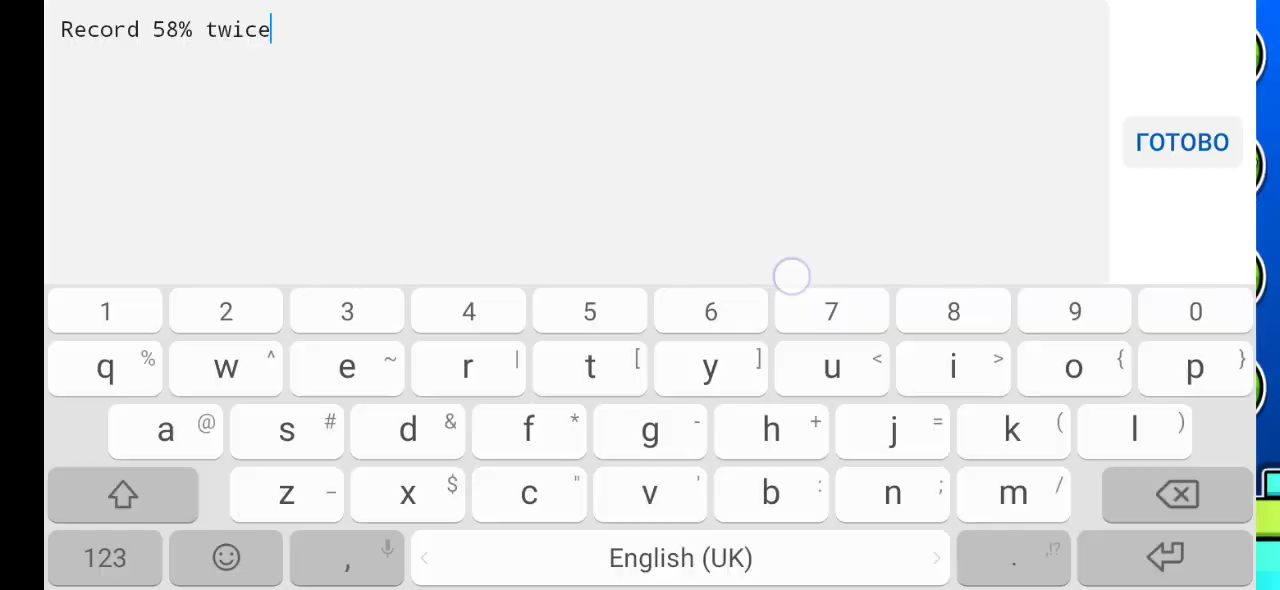 Record 58% twice
ГОТОВО
1 2 3 4 5 6 7 8 9 0
q % w ^ e ~ r | t [ y ] u < i > o { p }
a @ s # d & f * g - h + j = k ( l )
z _ x $ c " v ' b : n ; m /
123 , < English (UK) > . ,!?